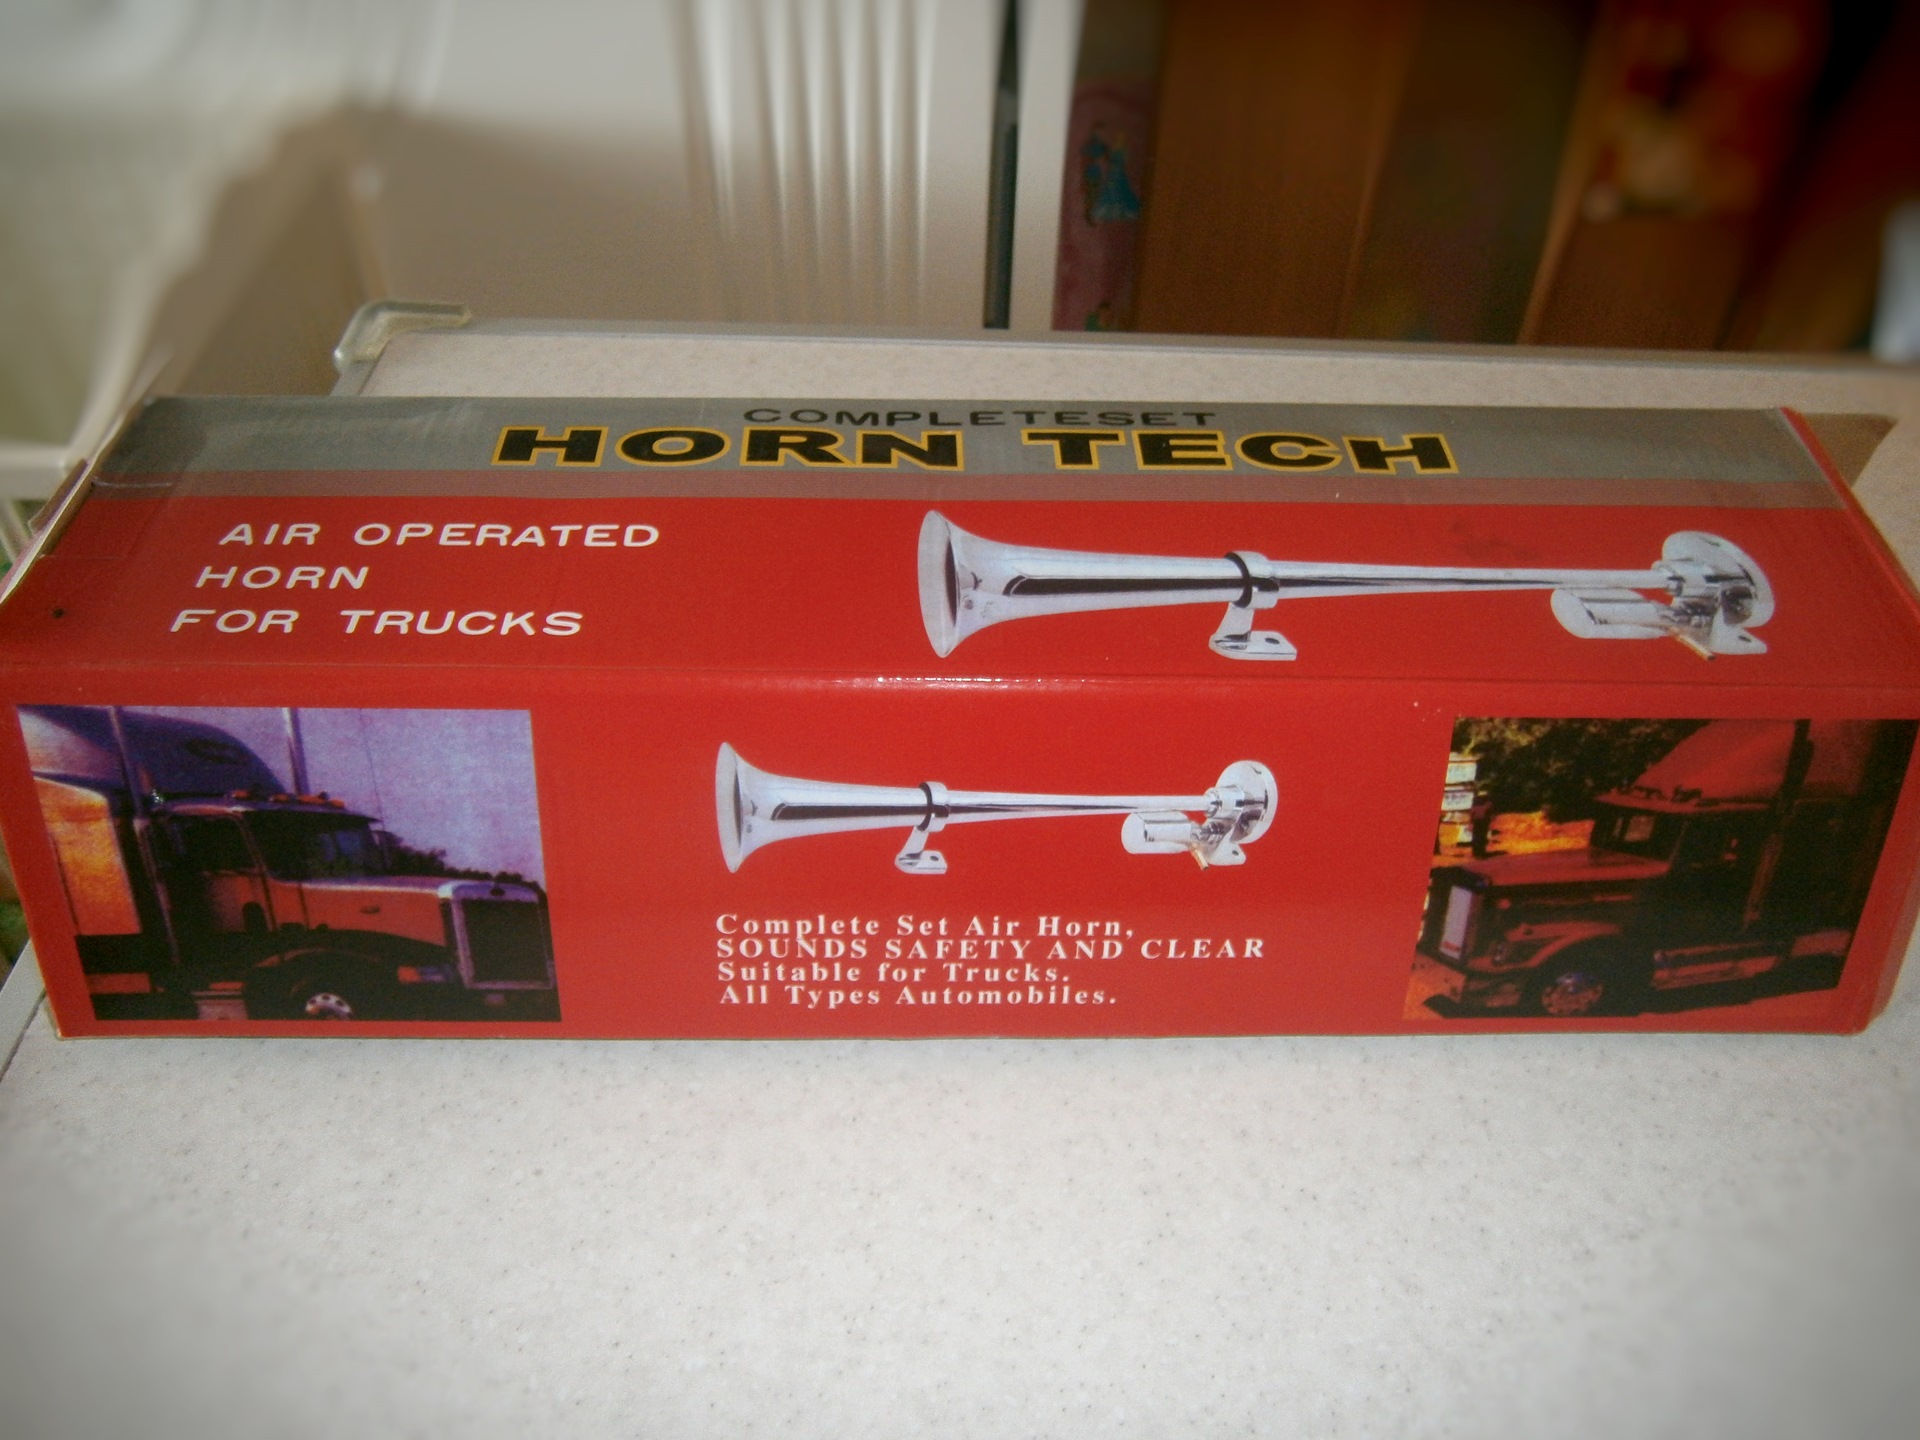 COMPLETESET
HORN TECH
AIR OPERATED
HORN
FOR TRUCKS
Complete Set Air Horn,
SOUNDS SAFETY AND CLEAR
Suitable for Trucks.
All Types Automobiles.